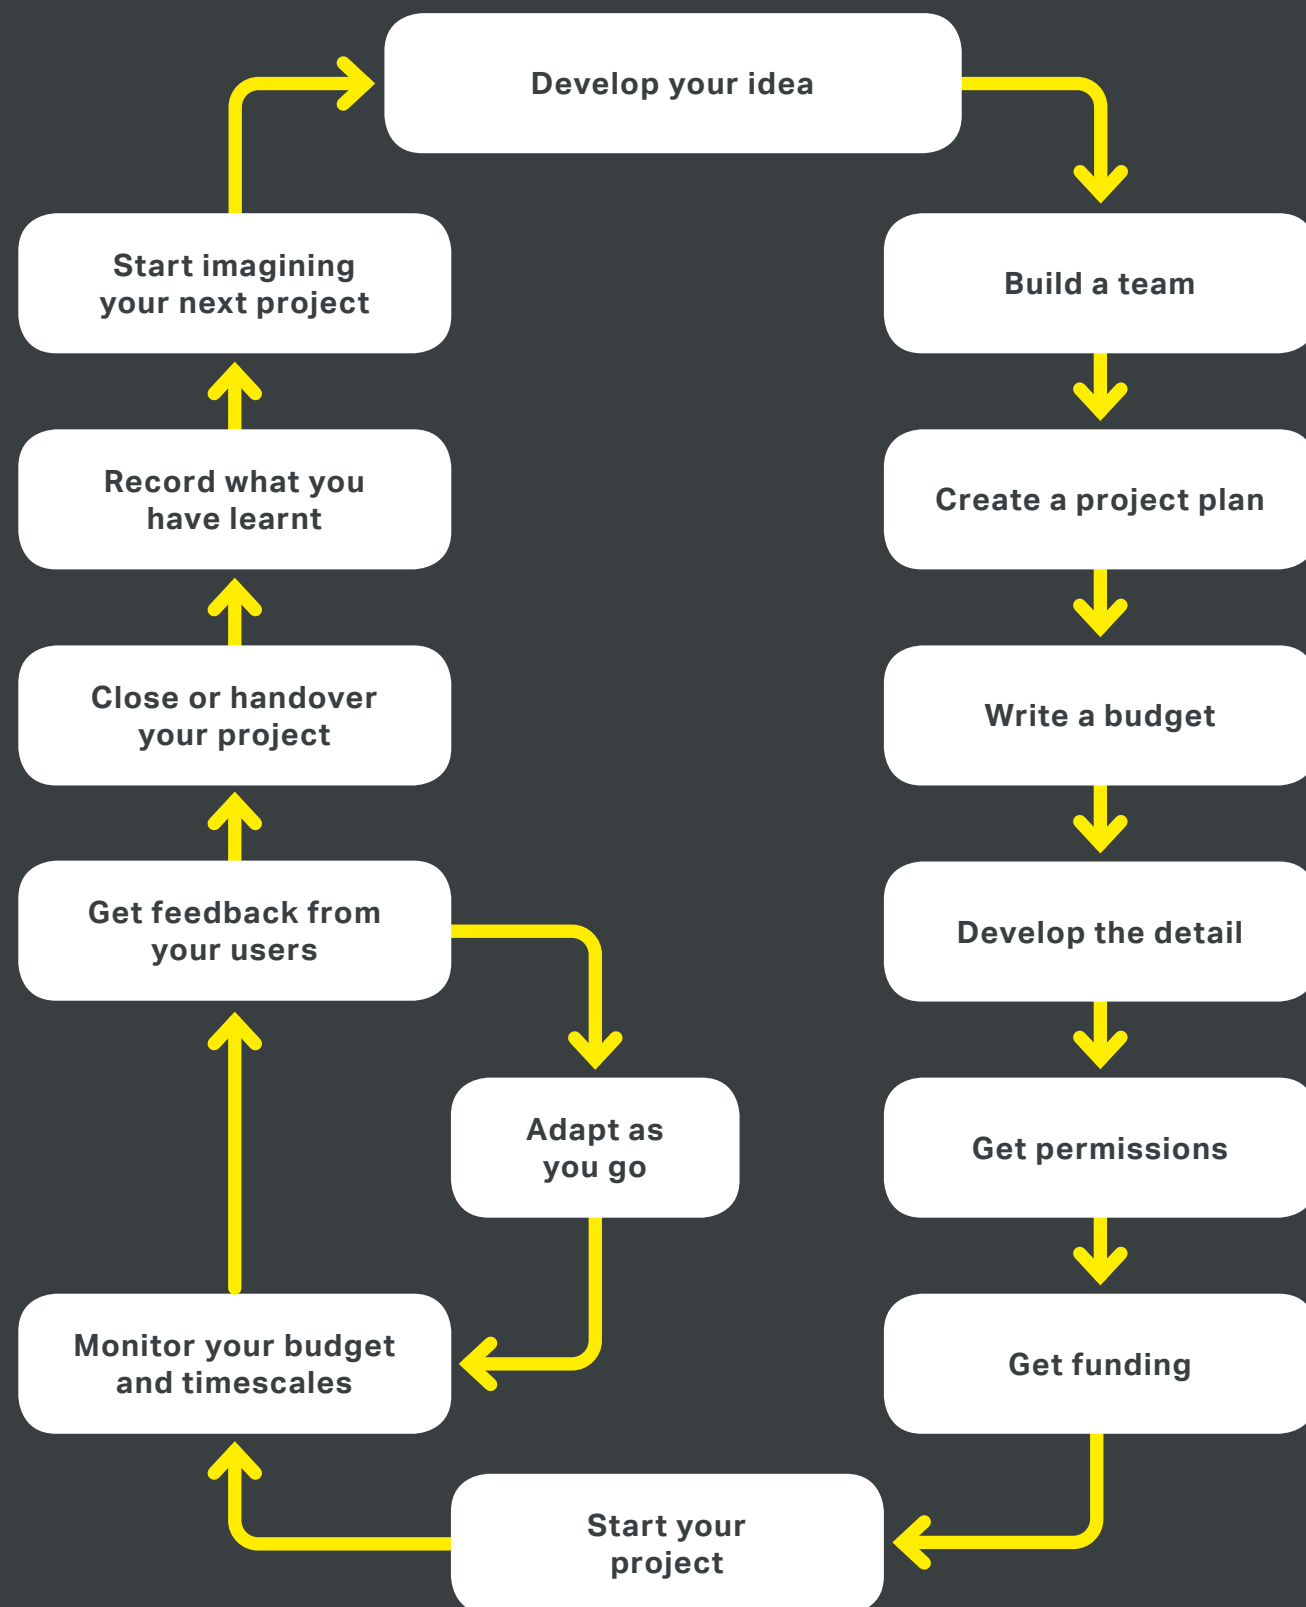 Develop your idea
Build a team
Create a project plan
Write a budget
Develop the detail
Get permissions
Get funding
Start your
project
Monitor your budget
and timescales
Get feedback from
your users
Adapt as
you go
Close or handover
your project
Record what you
have learnt
Start imagining
your next project